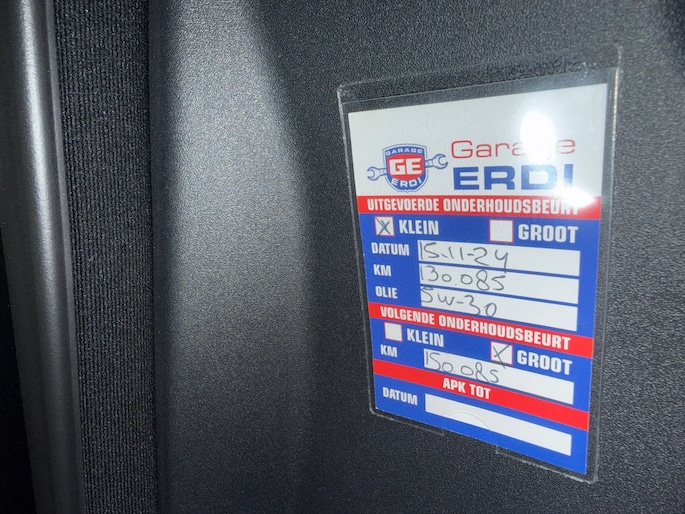 GARAGE
GE
ERDI
Garage
ERDI
UITGEVOERDE ONDERHOUDSBEURT
X KLEIN GROOT
DATUM 15.11-24
KM 130.085
OLIE 5W-30
VOLGENDE ONDERHOUDSBEURT
KLEIN X GROOT
KM 150.085
APK TOT
DATUM